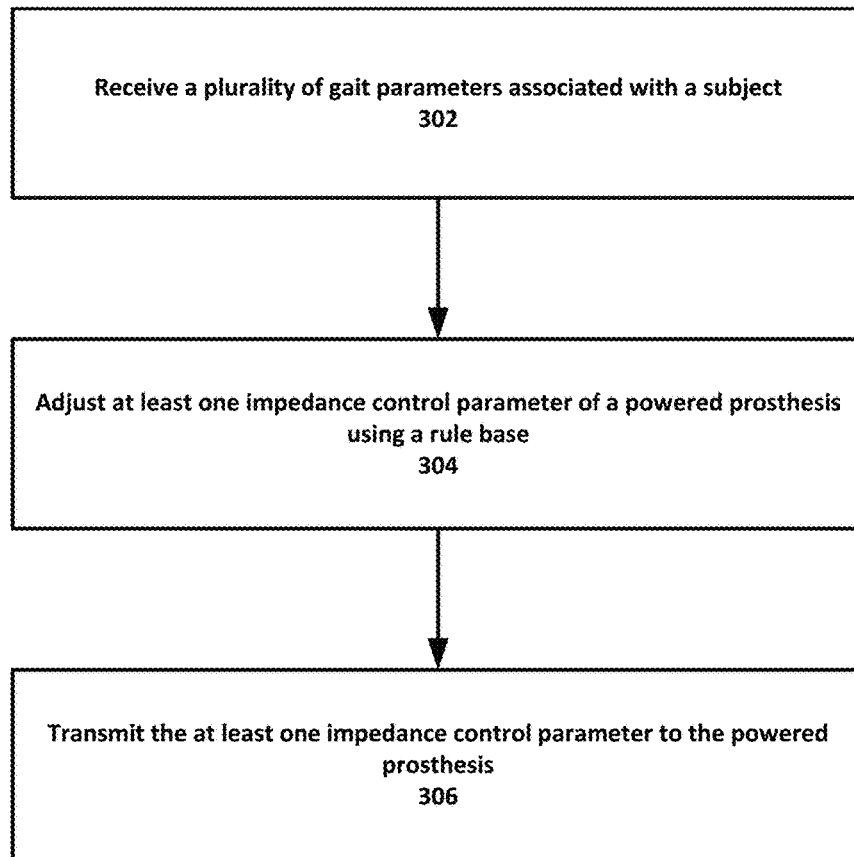 Receive a plurality of gait parameters associated with a subject
302
Adjust at least one impedance control parameter of a powered prosthesis
using a rule base
304
Transmit the at least one impedance control parameter to the powered
prosthesis
306